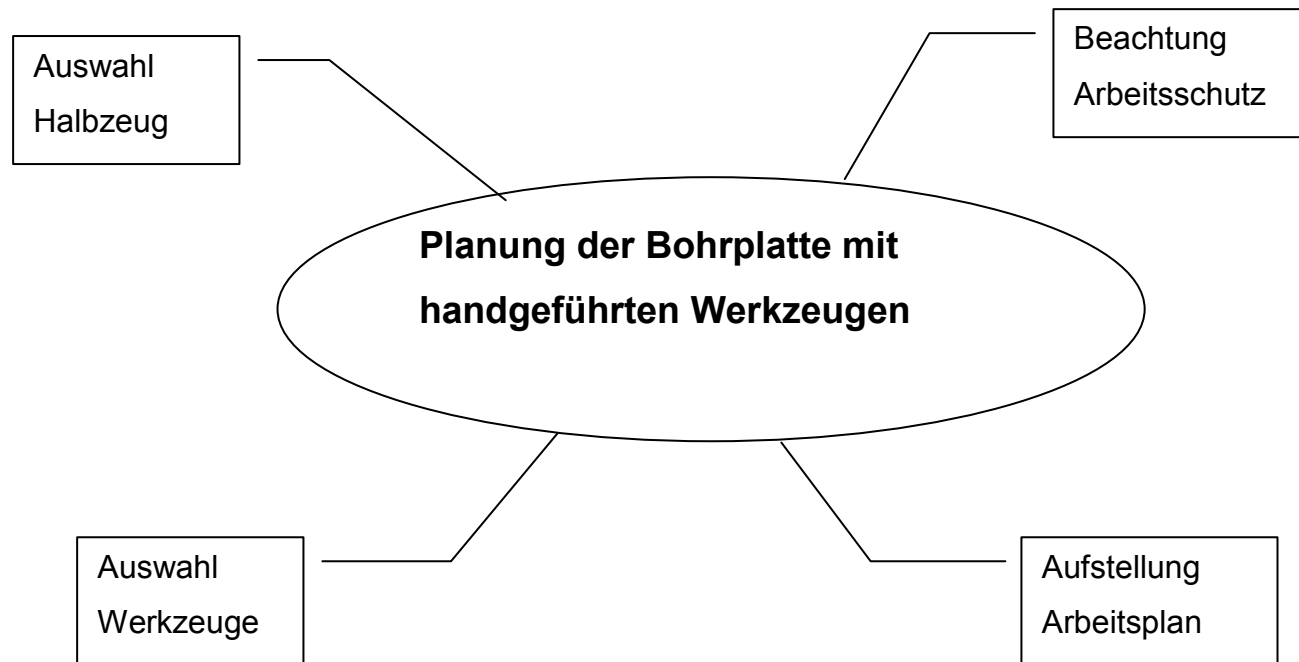 Auswahl
Halbzeug
Beachtung
Arbeitsschutz
Planung der Bohrplatte mit
handgeführten Werkzeugen
Auswahl
Werkzeuge
Aufstellung
Arbeitsplan